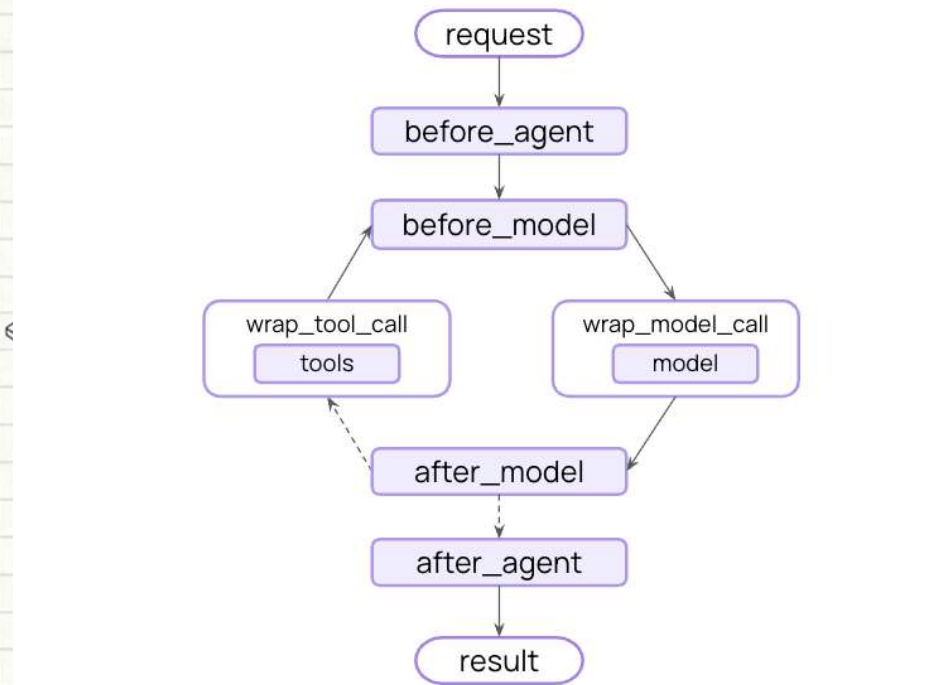 request
before_agent
before_model
wrap_tool_call
tools
wrap_model_call
model
after_model
after_agent
result